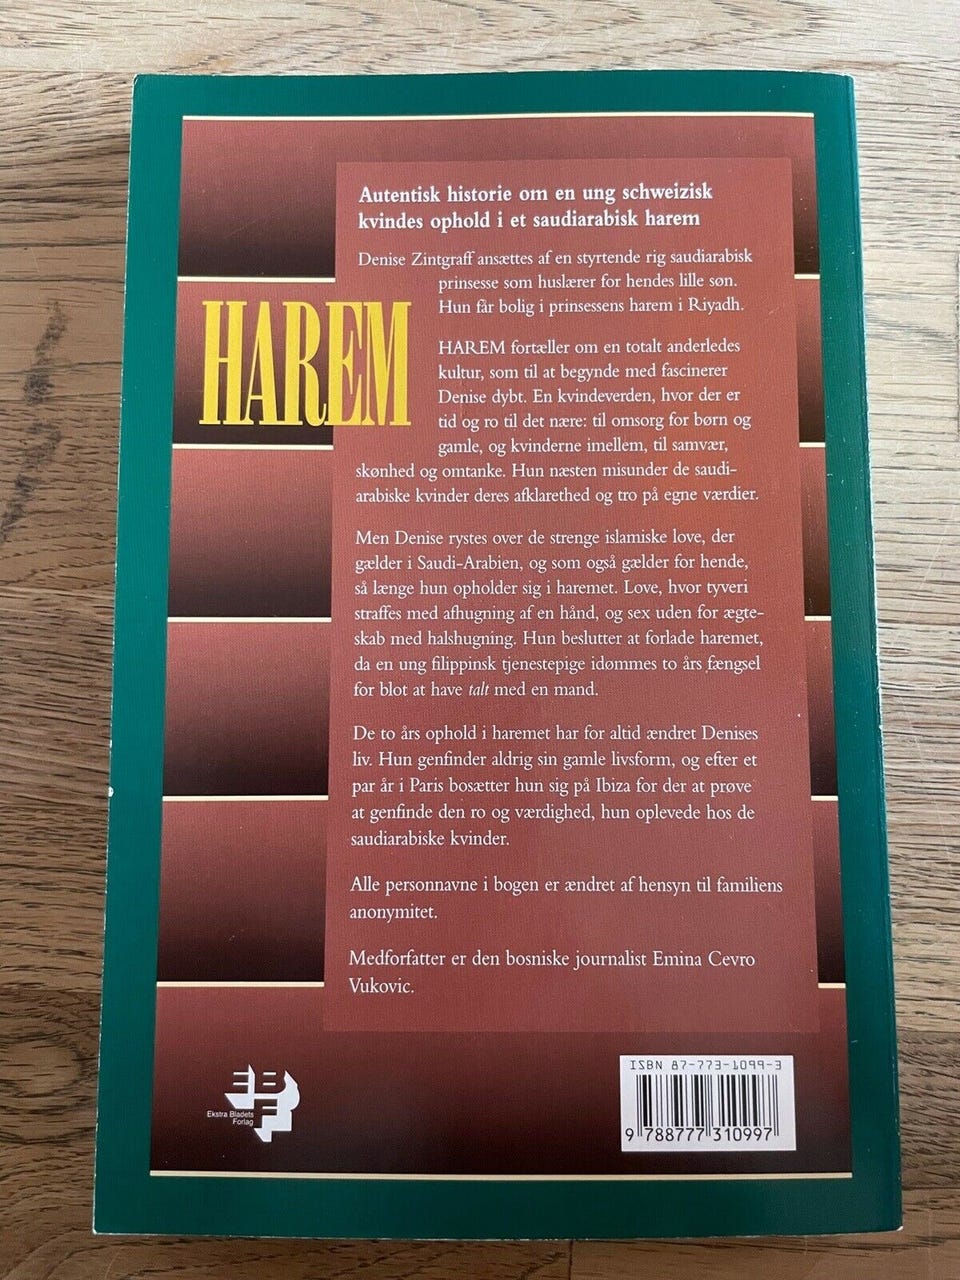 Autentisk historie om en ung schweizisk
kvindes ophold i et saudiarabisk harem
Denise Zintgraff ansættes af en styrtende rig saudiarabisk
prinsesse som huslærer for hendes lille søn.
Hun får bolig i prinsessens harem i Riyadh.
HAREM
HAREM fortæller om en totalt anderledes
kultur, som til at begynde med fascinerer
Denise dybt. En kvindeverden, hvor der er
tid og ro til det nære: til omsorg for børn og
gamle, og kvinderne imellem, til samvær,
skønhed og omtanke. Hun næsten misunder de saudi-
arabiske kvinder deres afklarethed og tro på egne værdier.
Men Denise rystes over de strenge islamiske love, der
gælder i Saudi-Arabien, og som også gælder for hende,
så længe hun opholder sig i haremet. Love, hvor tyveri
straffes med afhugning af en hånd, og sex uden for ægte-
skab med halshugning. Hun beslutter at forlade haremet,
da en ung filippinsk tjenestepige idømmes to års fængsel
for blot at have talt med en mand.
De to års ophold i haremet har for altid ændret Denises
liv. Hun genfinder aldrig sin gamle livsform, og efter et
par år i Paris bosætter hun sig på Ibiza for der at prøve
at genfinde den ro og værdighed, hun oplevede hos de
saudiarabiske kvinder.
Alle personnavne i bogen er ændret af hensyn til familiens
anonymitet.
Medforfatter er den bosniske journalist Emina Cevro
Vukovic.
EBF
Ekstra Bladets
Forlag
ISBN 87-773-1099-3
9 788777 310997